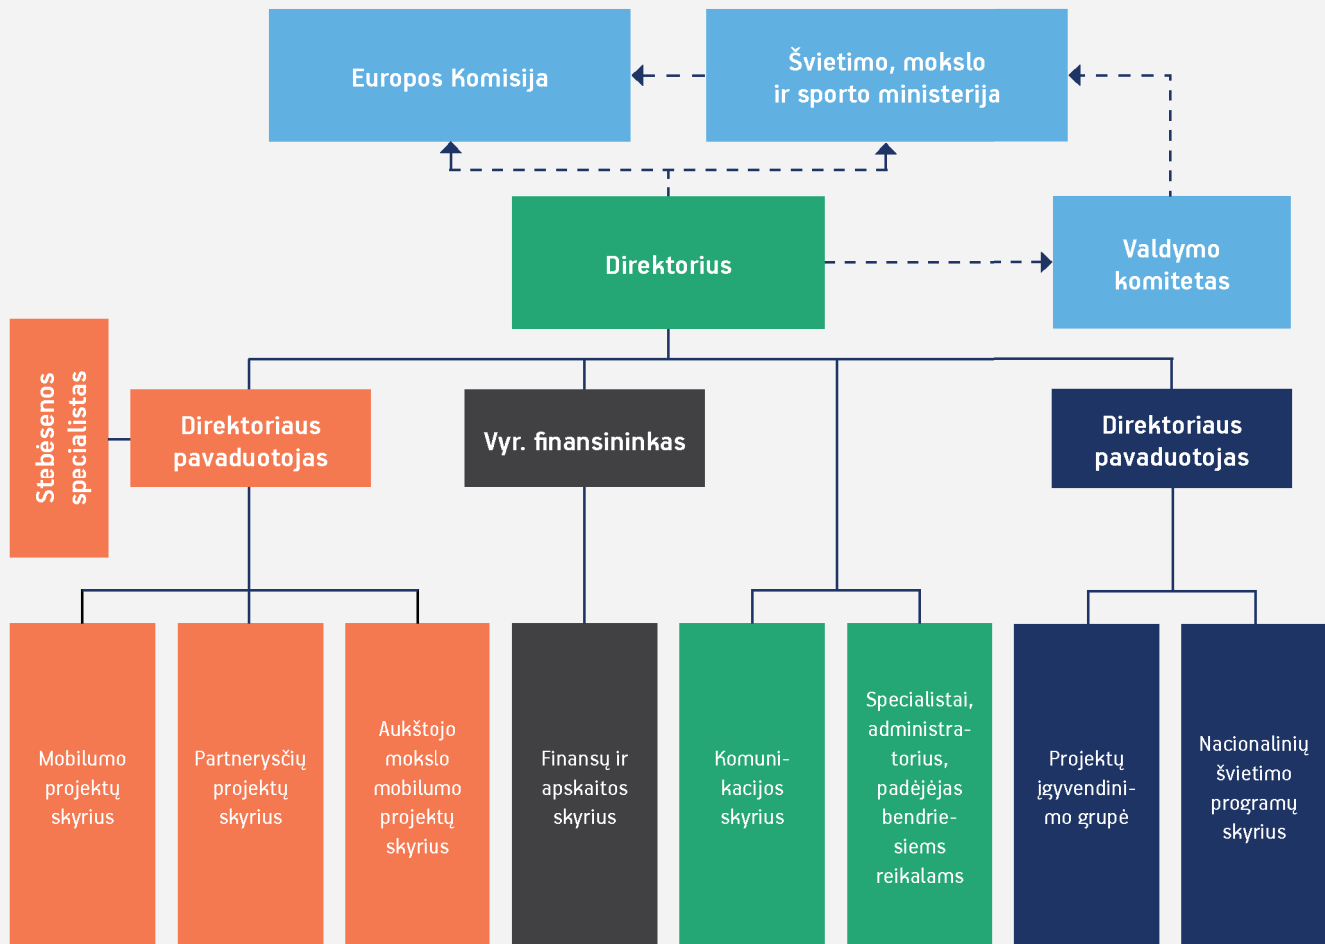 Europos Komisija
Švietimo, mokslo
ir sporto ministerija
Direktorius
Valdymo
komitetas
Stebėsenos
specialistas
Direktoriaus
pavaduotojas
Vyr. finansininkas
Direktoriaus
pavaduotojas
Mobilumo
projektų
skyrius
Partnerysčių
projektų
skyrius
Aukštojo
mokslo
mobilumo
projektų
skyrius
Finansų ir
apskaitos
skyrius
Komuni-
kacijos
skyrius
Specialistai,
administra-
torius,
padėjėjas
bendrie-
siems
reikalams
Projektų
įgyvendini-
mo grupė
Nacionalinių
švietimo
programų
skyrius